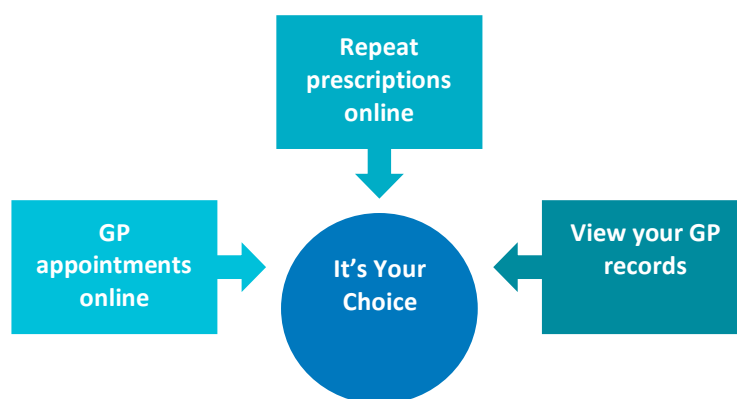 Repeat
prescriptions
online
GP
appointments
online
It's Your
Choice
View your GP
records